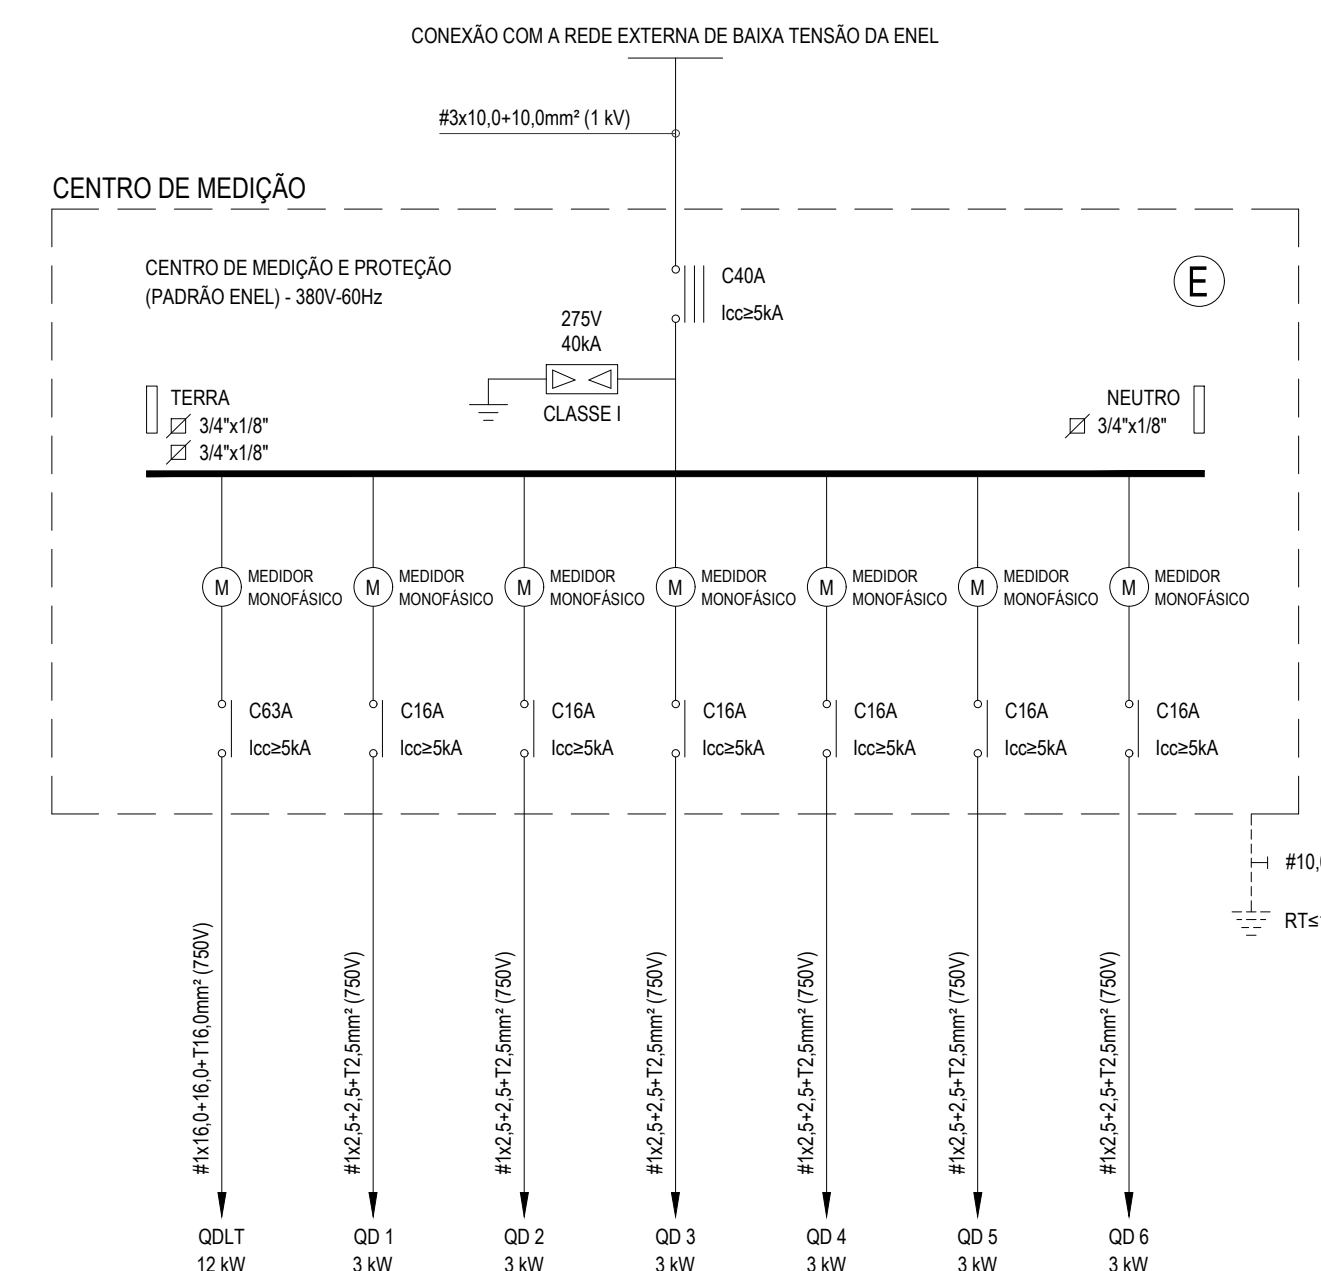 CONEXÃO COM A REDE EXTERNA DE BAIXA TENSÃO DA ENEL
#3x10,0+10,0mm² (1 kV)
CENTRO DE MEDIÇÃO
CENTRO DE MEDIÇÃO E PROTEÇÃO
(PADRÃO ENEL) - 380V-60Hz
C40A
Icc≥5kA
E
275V
40kA
CLASSE I
TERRA
3/4"x1/8"
3/4"x1/8"
NEUTRO
3/4"x1/8"
M MEDIDOR MONOFÁSICO
M MEDIDOR MONOFÁSICO
M MEDIDOR MONOFÁSICO
M MEDIDOR MONOFÁSICO
M MEDIDOR MONOFÁSICO
M MEDIDOR MONOFÁSICO
M MEDIDOR MONOFÁSICO
C63A
Icc≥5kA
C16A
Icc≥5kA
C16A
Icc≥5kA
C16A
Icc≥5kA
C16A
Icc≥5kA
C16A
Icc≥5kA
C16A
Icc≥5kA
#10,
RT≤
#1x16,0+16,0+T16,0mm² (750V)
#1x2,5+2,5+T2,5mm² (750V)
#1x2,5+2,5+T2,5mm² (750V)
#1x2,5+2,5+T2,5mm² (750V)
#1x2,5+2,5+T2,5mm² (750V)
#1x2,5+2,5+T2,5mm² (750V)
#1x2,5+2,5+T2,5mm² (750V)
QDLT
12 kW
QD 1
3 kW
QD 2
3 kW
QD 3
3 kW
QD 4
3 kW
QD 5
3 kW
QD 6
3 kW